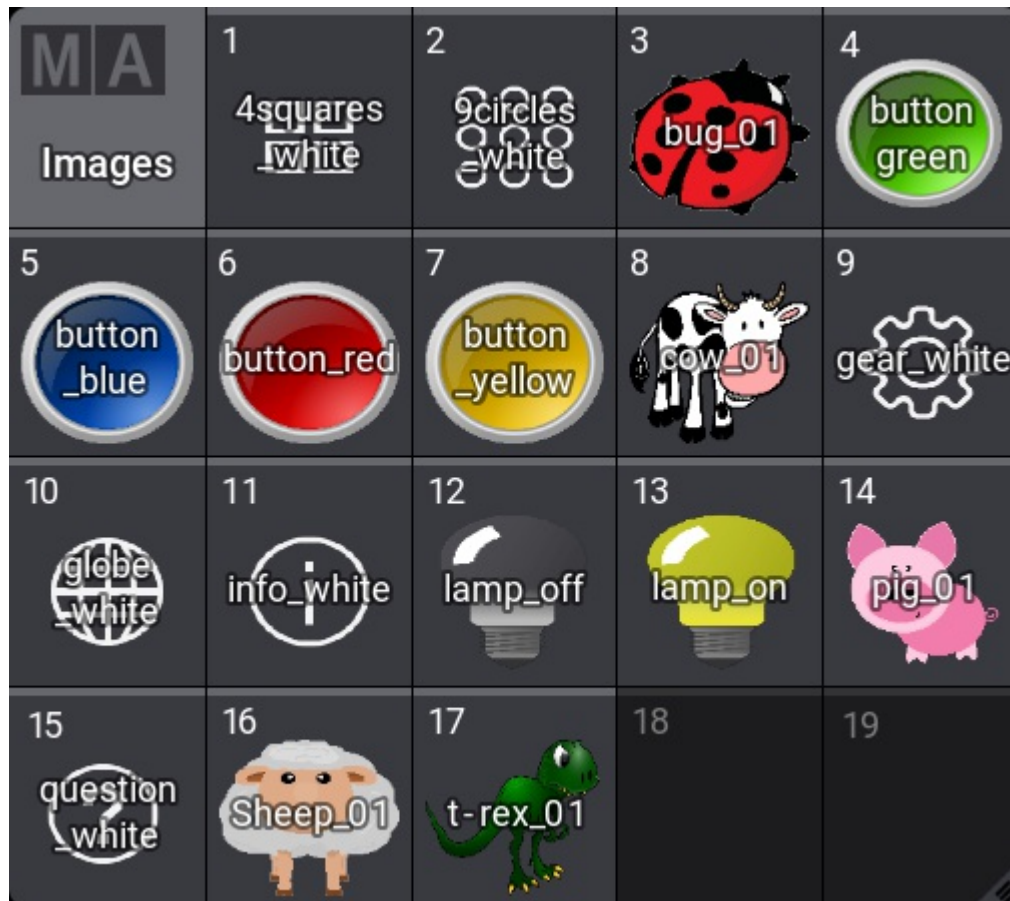 MA
Images
1
4squares
_white
2
9circles
_white
3
bug_01
4
button
green
5
button
_blue
6
button_red
7
button
_yellow
8
cow_01
9
gear_white
10
globe
_white
11
info_white
12
lamp_off
13
lamp_on
14
pig_01
15
question
_white
16
Sheep_01
17
t-rex_01
18
19